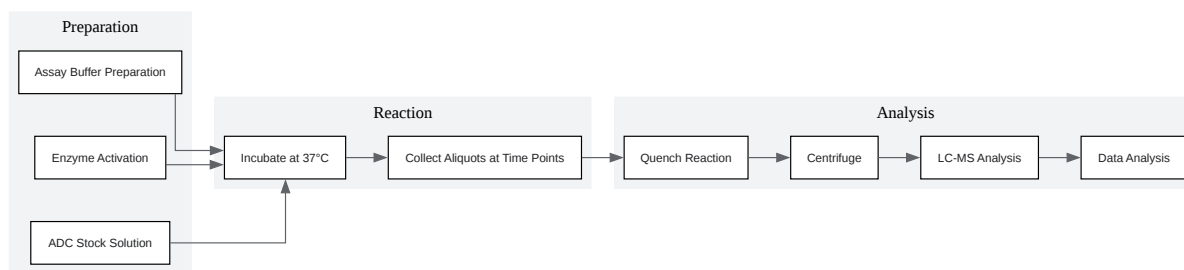 Preparation
Assay Buffer Preparation
Enzyme Activation
ADC Stock Solution
Reaction
Incubate at 37°C
Collect Aliquots at Time Points
Analysis
Quench Reaction
Centrifuge
LC-MS Analysis
Data Analysis